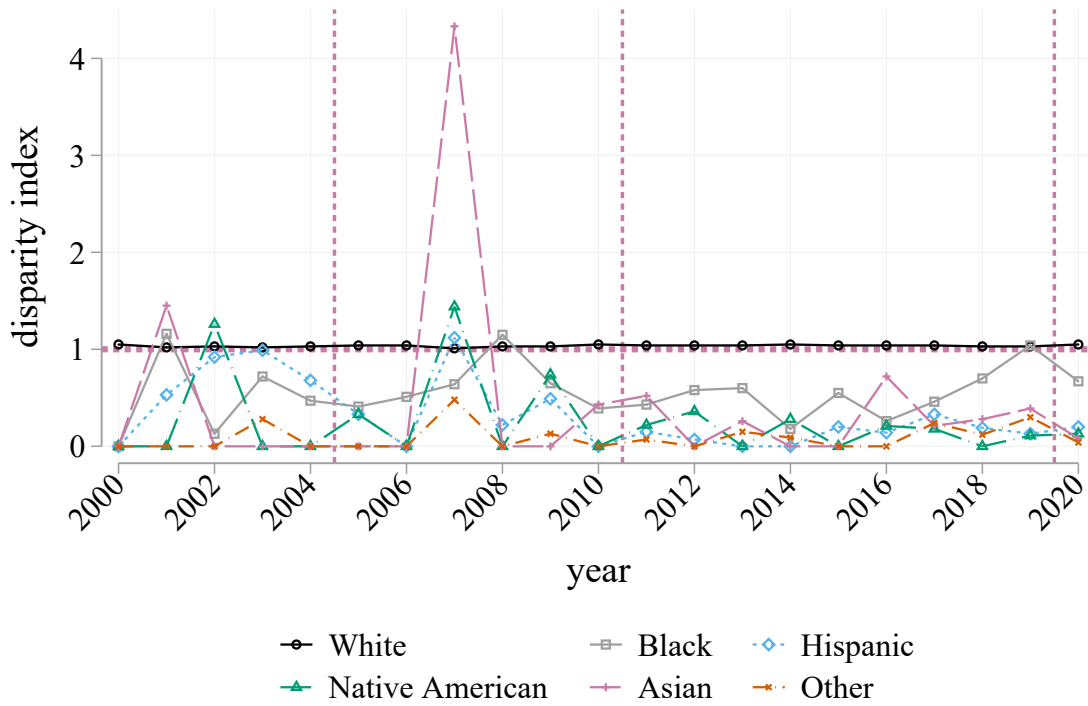 disparity index
4
3
2
1
0
2000 2002 2004 2006 2008 2010 2012 2014 2016 2018 2020
year
White Black Hispanic
Native American Asian Other